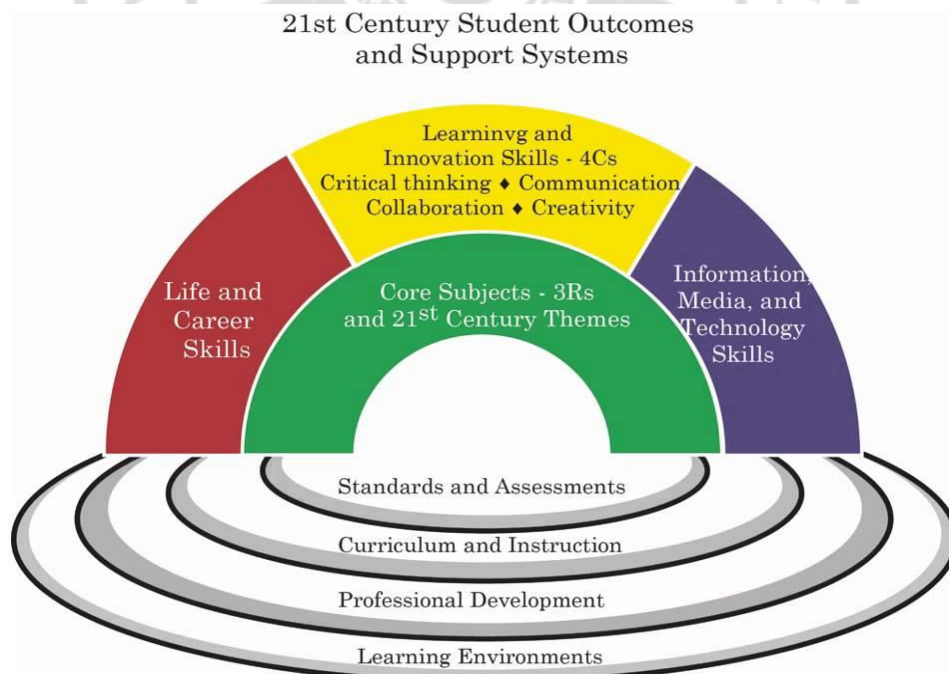 21st Century Student Outcomes
and Support Systems
Learninvg and
Innovation Skills - 4Cs
Critical thinking ♦ Communication
Collaboration ♦ Creativity
Life and
Career
Skills
Core Subjects - 3Rs
and 21st Century Themes
Information,
Media, and
Technology
Skills
Standards and Assessments
Curriculum and Instruction
Professional Development
Learning Environments